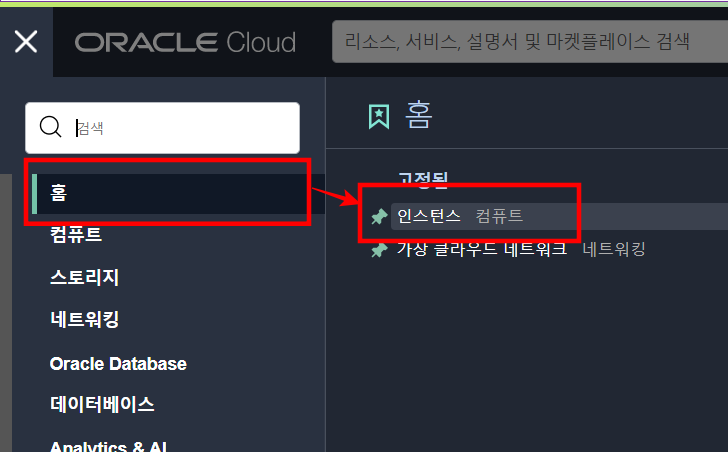 ORACLE Cloud
리소스, 서비스, 설명서 및 마켓플레이스 검색
검색
홈
컴퓨트
스토리지
네트워킹
Oracle Database
데이터베이스
Analytics & AI
홈
고정됨
인스턴스 컴퓨트
가상 클라우드 네트워크 네트워킹